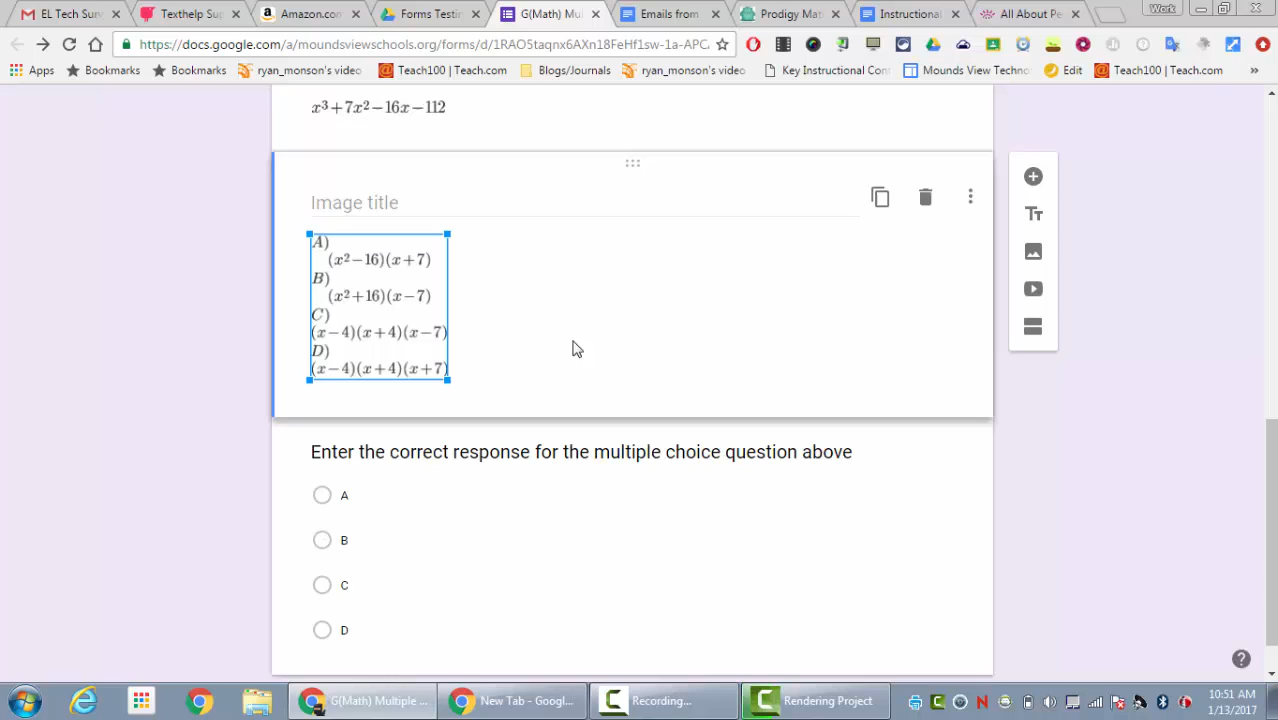 EL Tech Sur
Texthelp Su
Amazon.com
Forms Testin
G(Math) Mu
Emails from
Prodigy Mat
Instructional
All About Pe
Work
https://docs.google.com/a/moundsviewschools.org/forms/d/1RAO5taqnx6AXn18FeHf1sw-1a-APC
Apps
Bookmarks
Bookmarks
ryan_monson's video
Teach100 | Teach.com
Blogs/Journals
ryan_monson's video
Key Instructional Con
Mounds View Techno
Edit
Teach100 | Teach.com
»
x³+7x²−16x−112
Image title
A)
(x²−16)(x+7)
B)
(x²+16)(x−7)
C)
(x−4)(x+4)(x−7)
D)
(x−4)(x+4)(x+7)
Enter the correct response for the multiple choice question above
A
B
C
D
G(Math) Multiple ...
New Tab - Googl...
Recording...
Rendering Project
10:51 AM
1/13/2017